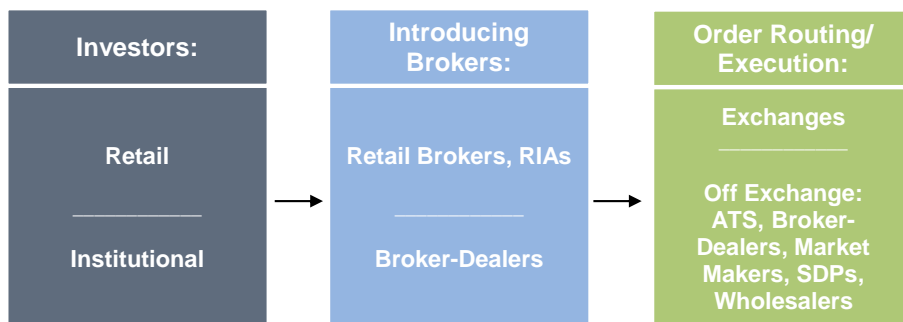 Investors:
Retail
Institutional
Introducing
Brokers:
Retail Brokers, RIAs
Broker-Dealers
Order Routing/
Execution:
Exchanges
Off Exchange:
ATS, Broker-
Dealers, Market
Makers, SDPs,
Wholesalers